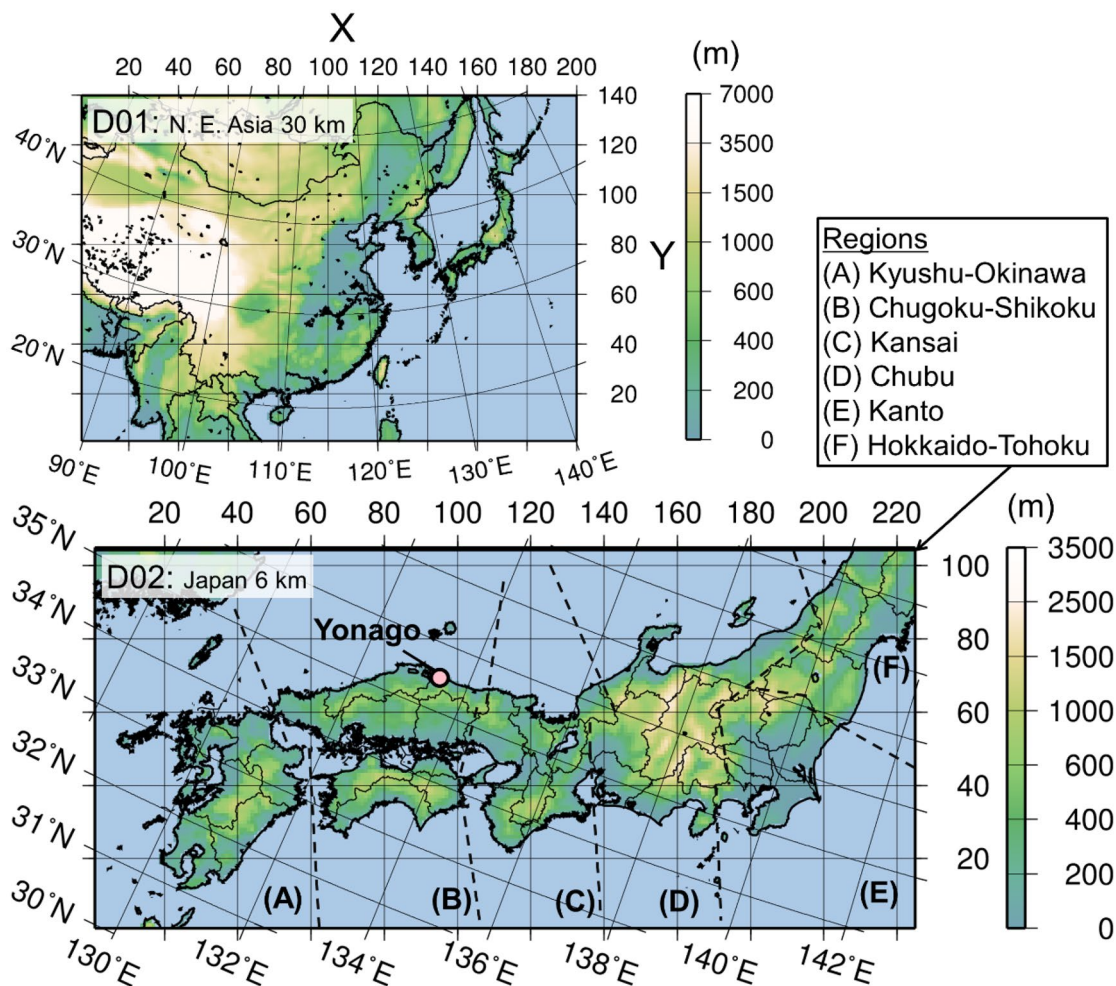 X
(m)
20 40 60 80 100 120 140 160 180 200
D01: N. E. Asia 30 km
40°N
30°N
20°N
90°E 100°E 110°E 120°E 130°E 140°E
140
120
100
80
60
40
20
Y
7000
3500
1500
1000
600
400
200
0
Regions
(A) Kyushu-Okinawa
(B) Chugoku-Shikoku
(C) Kansai
(D) Chubu
(E) Kanto
(F) Hokkaido-Tohoku
(m)
20 40 60 80 100 120 140 160 180 200 225
D02: Japan 6 km
35°N
34°N
33°N
32°N
31°N
30°N
Yonago
(F)
(A)
(B)
(C)
(D)
(E)
130°E 132°E 134°E 136°E 138°E 140°E 142°E
100
80
60
40
20
3500
2500
1500
1000
600
400
200
0